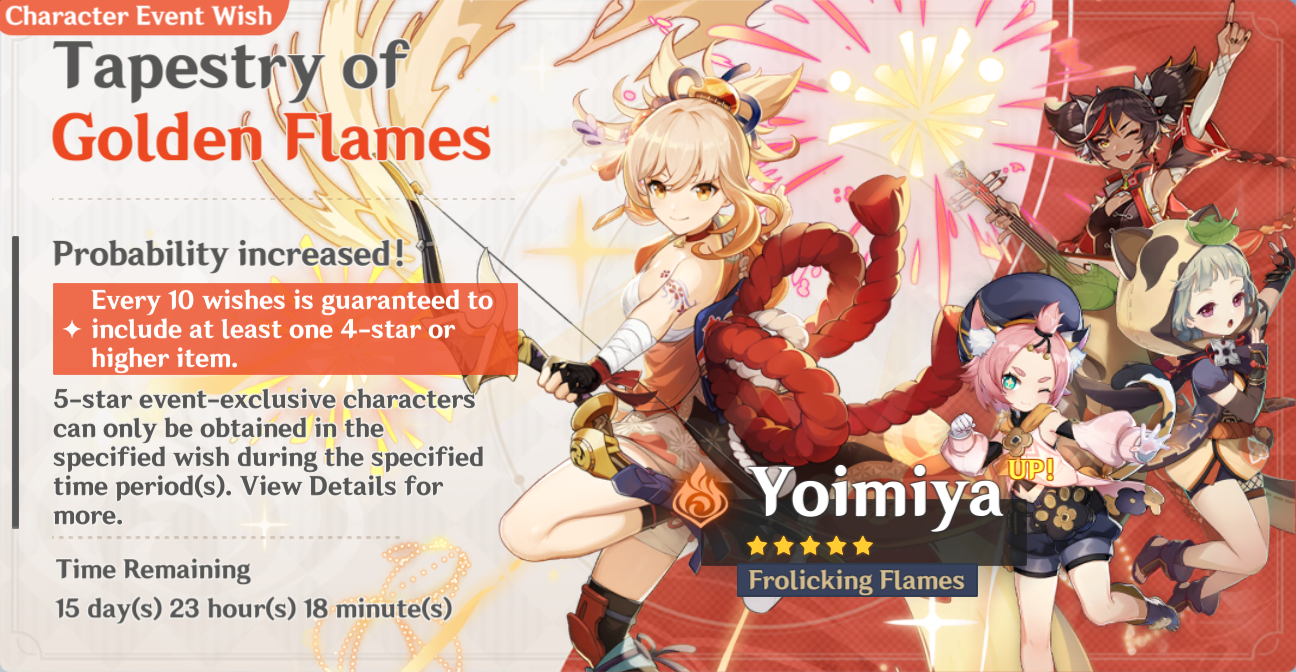 Character Event Wish
Tapestry of
Golden Flames
Probability increased!
Every 10 wishes is guaranteed to
✦ include at least one 4-star or
higher item.
5-star event-exclusive characters
can only be obtained in the
specified wish during the specified
time period(s). View Details for
more.
Time Remaining
15 day(s) 23 hour(s) 18 minute(s)
UP!
Yoimiya
Frolicking Flames